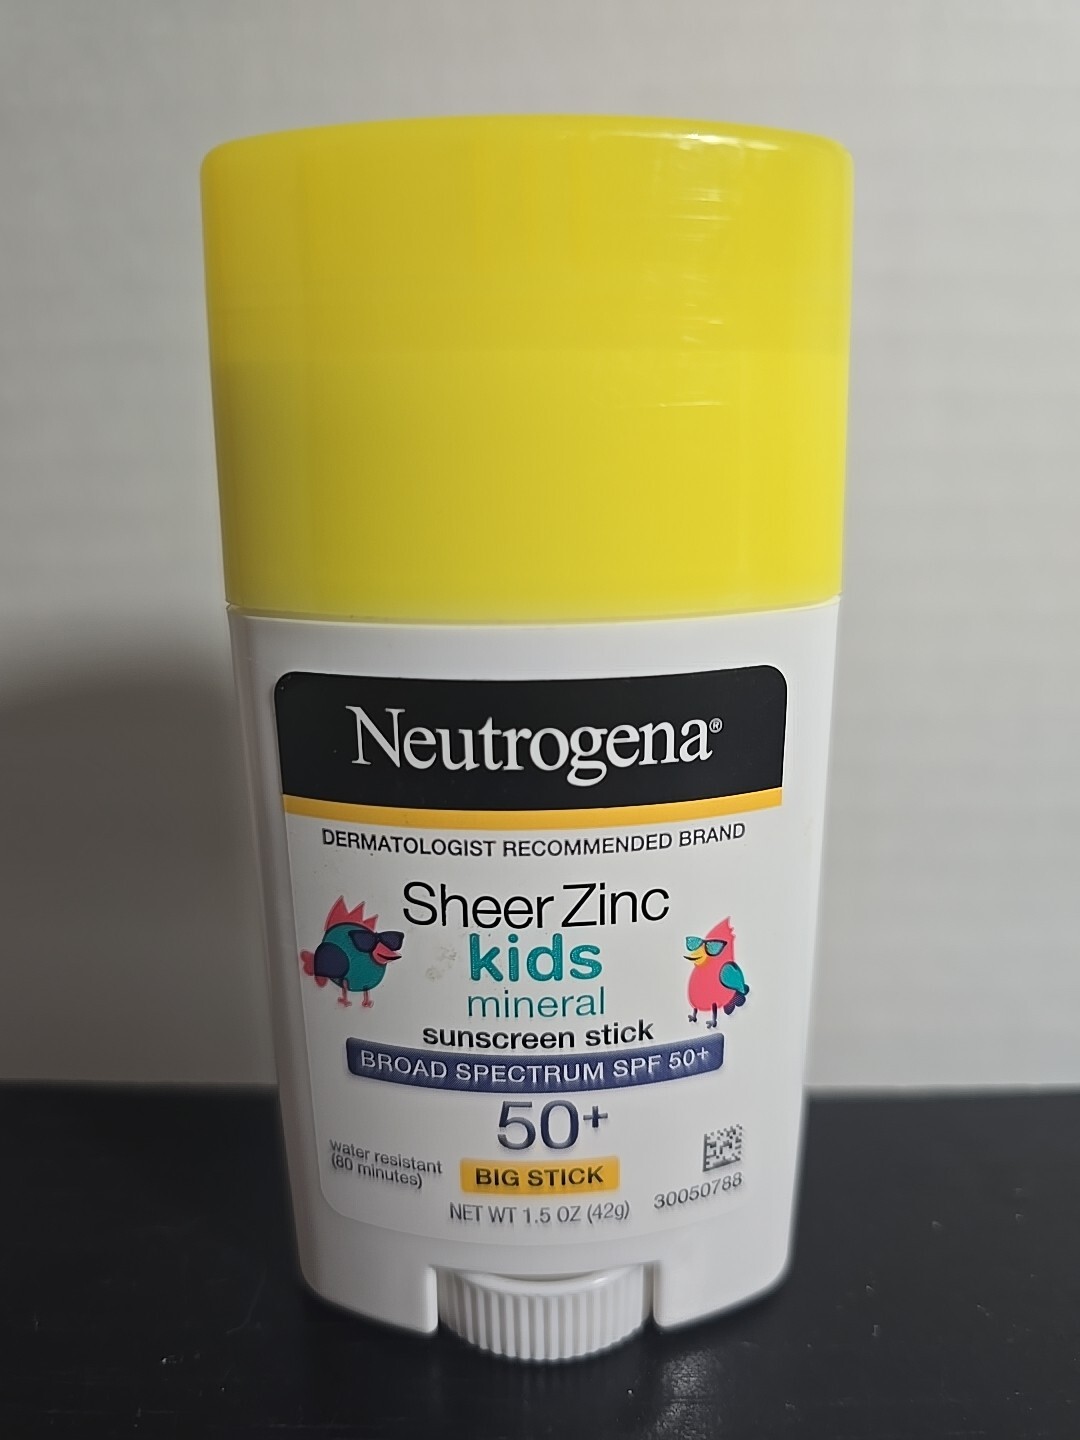 Neutrogena®
DERMATOLOGIST RECOMMENDED BRAND
Sheer Zinc
kids
mineral
sunscreen stick
BROAD SPECTRUM SPF 50+
50+
water resistant
(80 minutes)
BIG STICK
NET WT 1.5 OZ (42g)
30050788